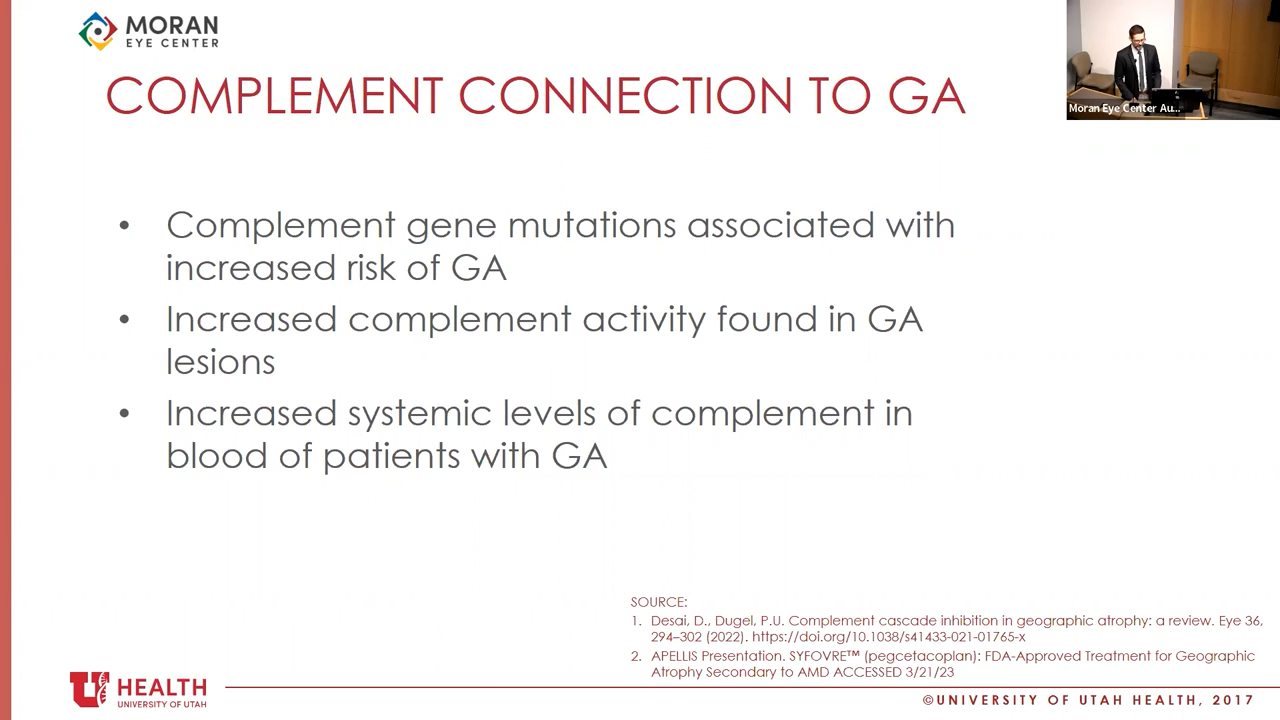 MORAN
EYE CENTER
COMPLEMENT CONNECTION TO GA
Moran Eye Center Au...
• Complement gene mutations associated with
increased risk of GA
• Increased complement activity found in GA
lesions
• Increased systemic levels of complement in
blood of patients with GA
SOURCE:
1. Desai, D., Dugel, P.U. Complement cascade inhibition in geographic atrophy: a review. Eye 36,
294–302 (2022). https://doi.org/10.1038/s41433-021-01765-x
2. APELLIS Presentation. SYFOVRE™ (pegcetacoplan): FDA-Approved Treatment for Geographic
Atrophy Secondary to AMD ACCESSED 3/21/23
U HEALTH
UNIVERSITY OF UTAH
©UNIVERSITY OF UTAH HEALTH, 2017